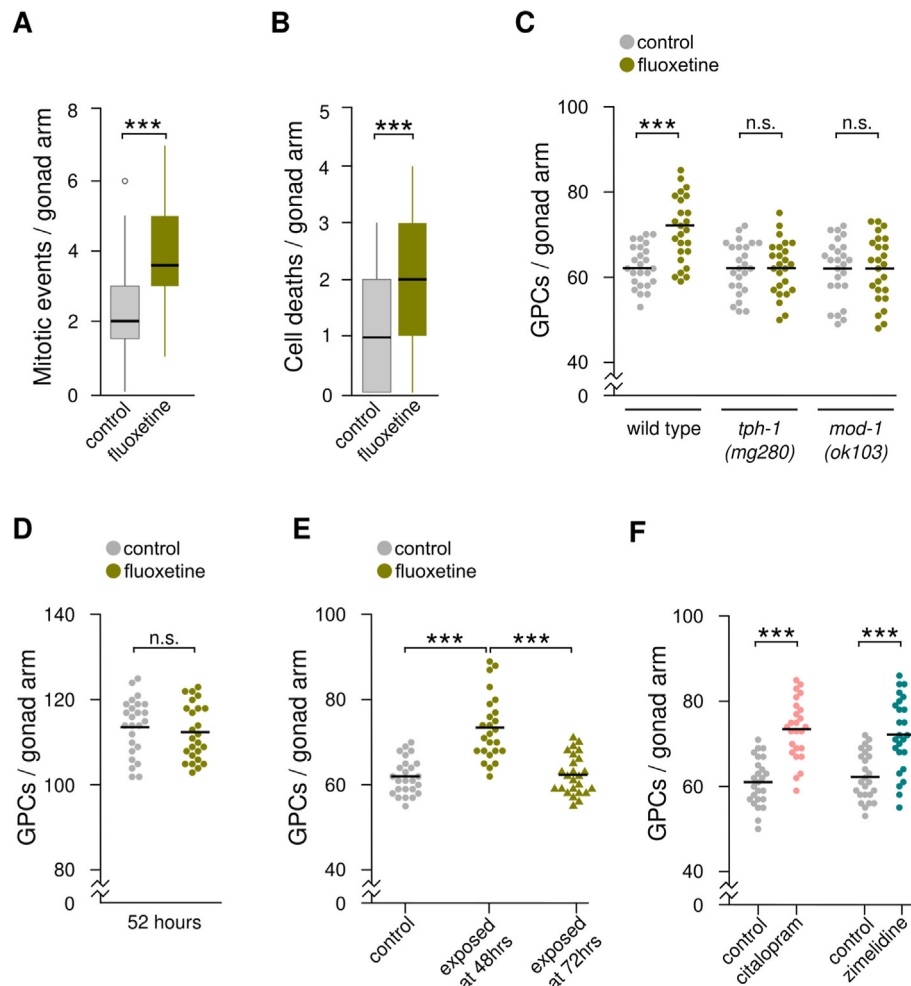 A
Mitotic events / gonad arm
8
6
4
2
0
***
control
fluoxetine
B
Cell deaths / gonad arm
5
4
3
2
1
0
***
control
fluoxetine
C
control
fluoxetine
GPCs / gonad arm
100
80
60
40
0
***
n.s.
n.s.
wild type
tph-1
(mg280)
mod-1
(ok103)
D
control
fluoxetine
GPCs / gonad arm
140
120
100
80
0
n.s.
52 hours
E
control
fluoxetine
GPCs / gonad arm
100
80
60
40
0
***
***
control
exposed
at 48hrs
exposed
at 72hrs
F
GPCs / gonad arm
100
80
60
40
0
***
***
control
citalopram
control
zimelidine